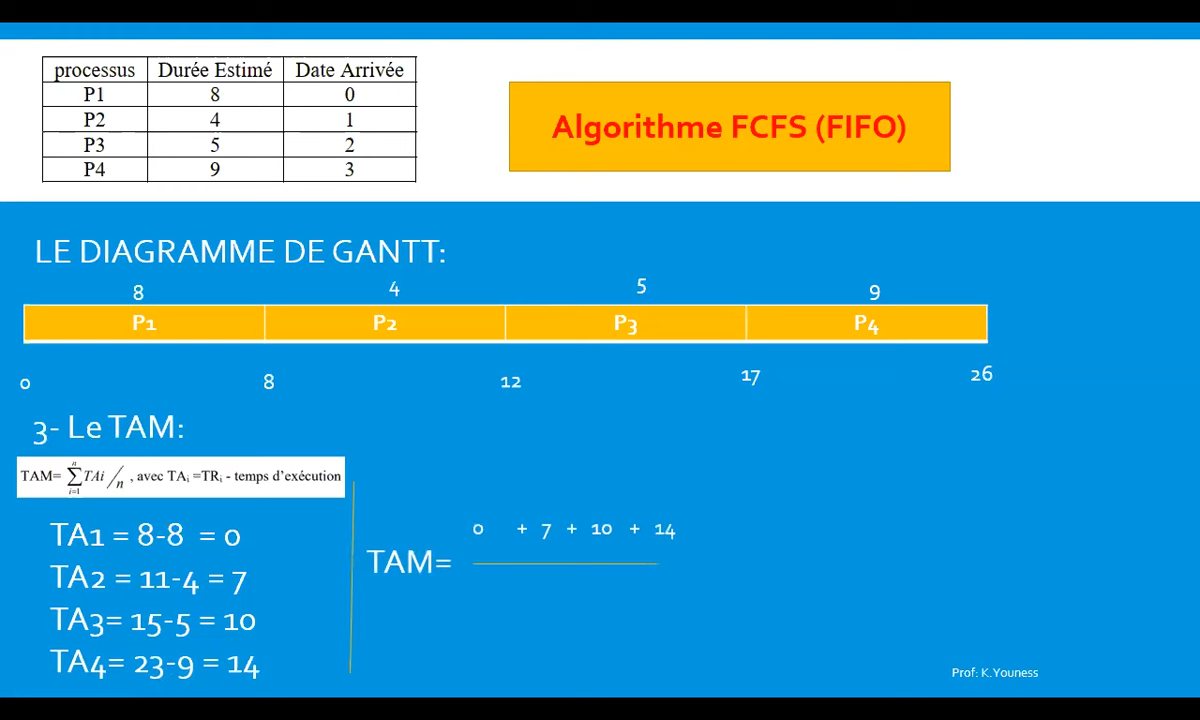 processus Durée Estimé Date Arrivée
P1 8 0
P2 4 1
P3 5 2
P4 9 3
Algorithme FCFS (FIFO)
LE DIAGRAMME DE GANTT:
8 4 5 9
P1 P2 P3 P4
0 8 12 17 26
3- Le TAM:
TAM= n∑i=1 TAi/n , avec TAi =TRi - temps d'exécution
TA1 = 8-8 = 0
TA2 = 11-4 = 7
TA3= 15-5 = 10
TA4= 23-9 = 14
0 + 7 + 10 + 14
TAM=
Prof: K.Youness